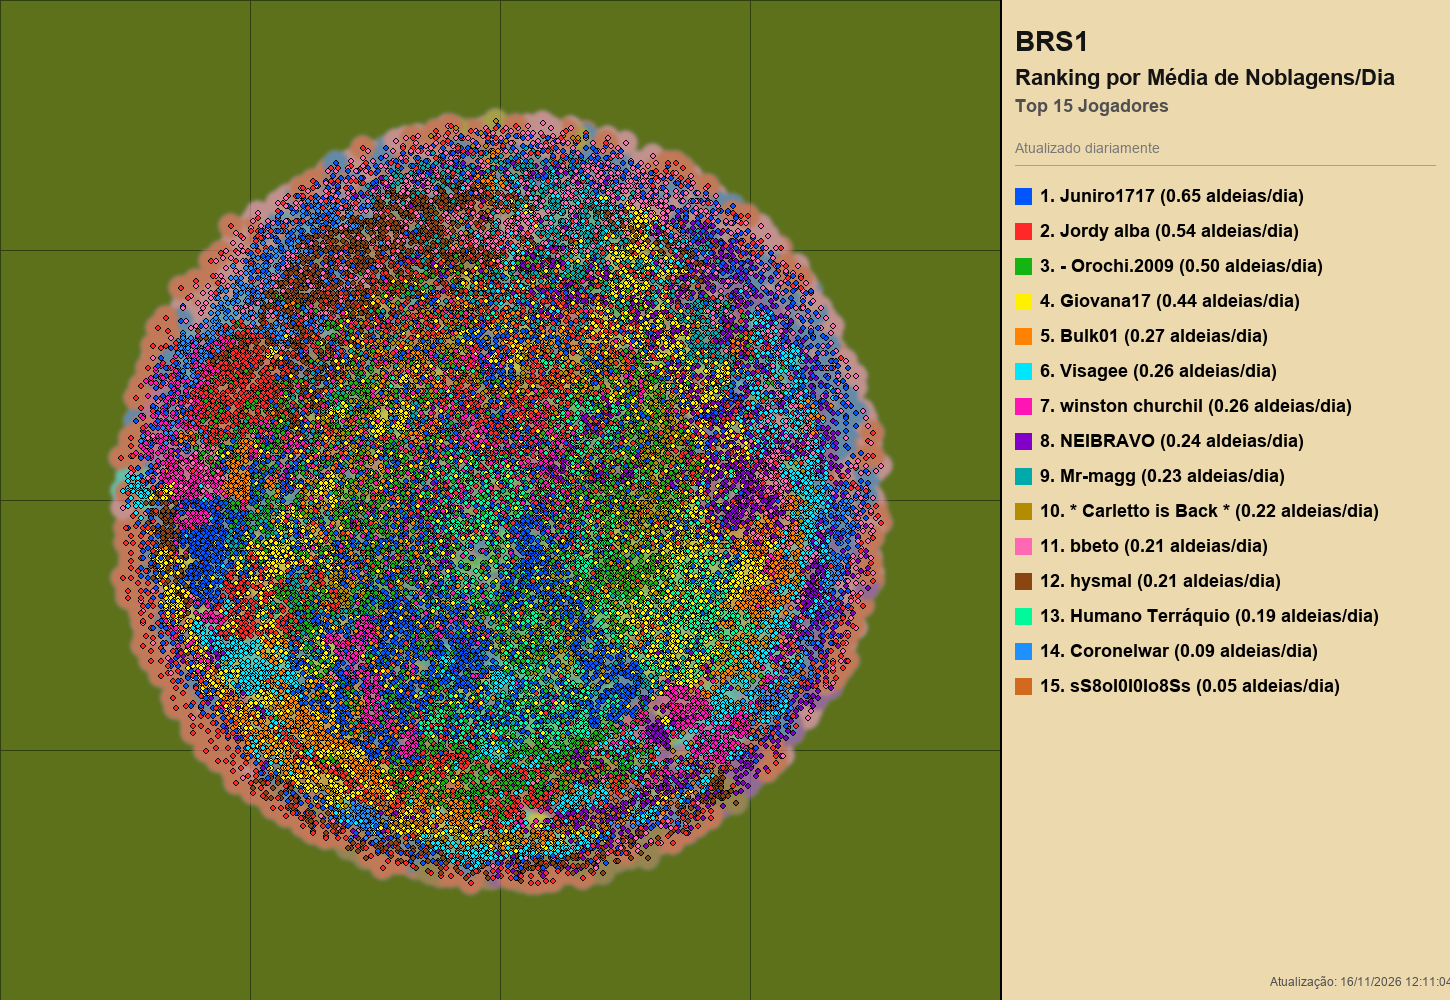 BRS1
Ranking por Média de Noblagens/Dia
Top 15 Jogadores
Atualizado diariamente
1. Juniro1717 (0.65 aldeias/dia)
2. Jordy alba (0.54 aldeias/dia)
3. - Orochi.2009 (0.50 aldeias/dia)
4. Giovana17 (0.44 aldeias/dia)
5. Bulk01 (0.27 aldeias/dia)
6. Visagee (0.26 aldeias/dia)
7. winston churchil (0.26 aldeias/dia)
8. NEIBRAVO (0.24 aldeias/dia)
9. Mr-magg (0.23 aldeias/dia)
10. * Carletto is Back * (0.22 aldeias/dia)
11. bbeto (0.21 aldeias/dia)
12. hysmal (0.21 aldeias/dia)
13. Humano Terráquio (0.19 aldeias/dia)
14. Coronelwar (0.09 aldeias/dia)
15. sS8ol0l0lo8Ss (0.05 aldeias/dia)
Atualização: 16/11/2026 12:11:04